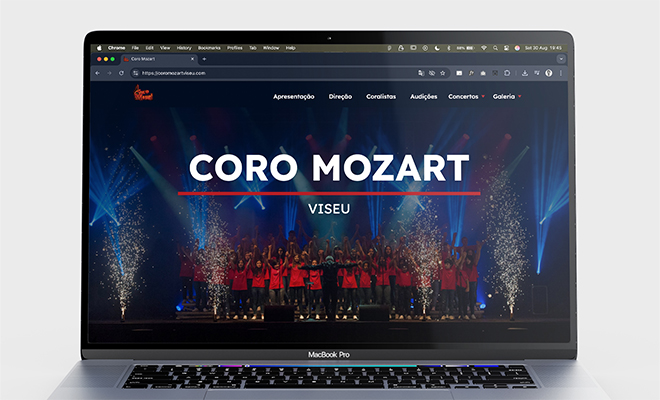 Chrome File Edit View History Bookmarks Profiles Tab Window Help
Sat 30 Aug 19:45
Coro Mozart
https://coromozartviseu.com
Apresentação Direção Coralistas Audições Concertos Galeria
CORO MOZART
VISEU
MacBook Pro